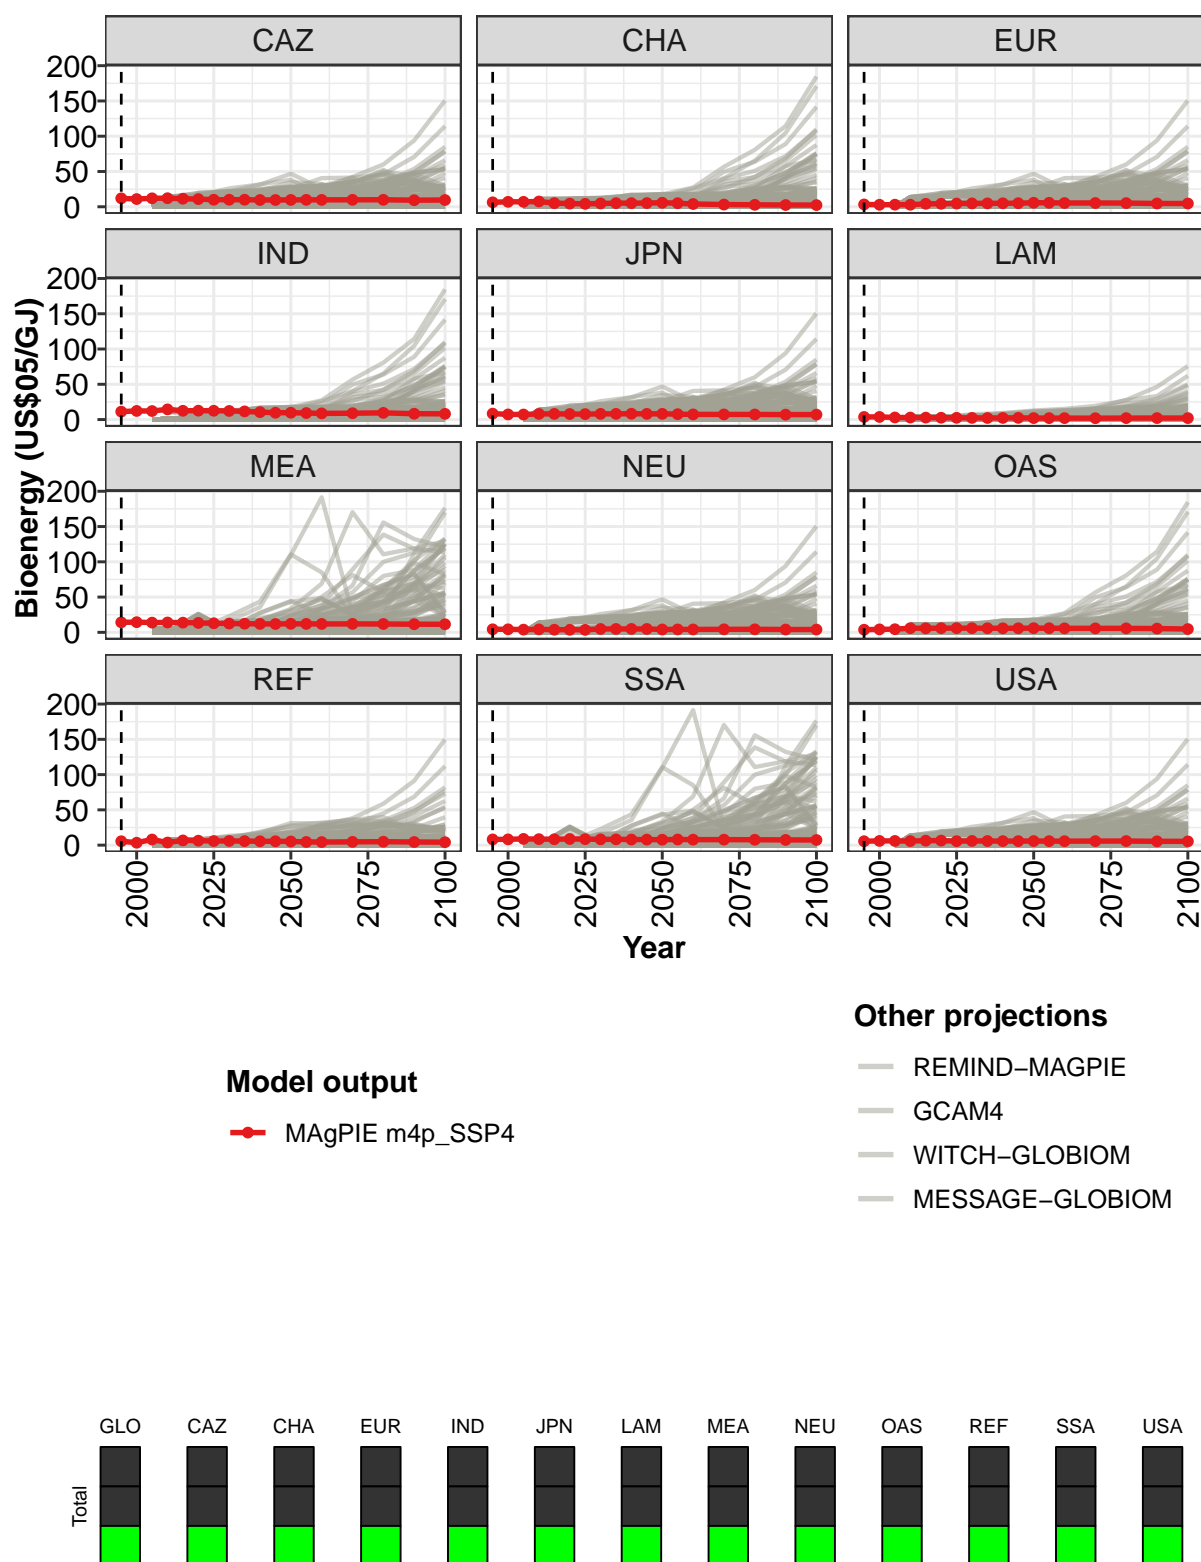 CAZ CHA EUR
200
150
100
50
0
IND JPN LAM
200
150
100
50
0
MEA NEU OAS
200
150
100
50
0
REF SSA USA
200
150
100
50
0
Bioenergy (US$05/GJ)
2000 2025 2050 2075 2100 2000 2025 2050 2075 2100 2000 2025 2050 2075 2100
Year
Model output
MAgPIE m4p_SSP4
Other projections
REMIND−MAGPIE
GCAM4
WITCH−GLOBIOM
MESSAGE−GLOBIOM
GLO CAZ CHA EUR IND JPN LAM MEA NEU OAS REF SSA USA
Total